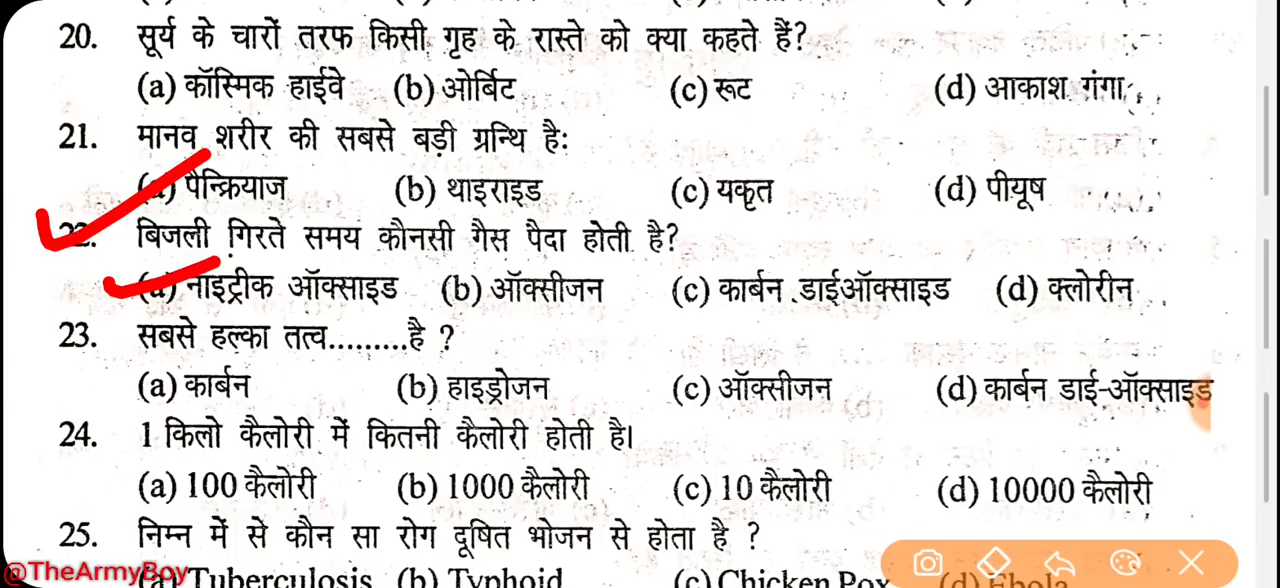 20. सूर्य के चारों तरफ किसी गृह के रास्ते को क्या कहते हैं?
(a) कॉस्मिक हाईवे (b) ओर्बिट (c) रूट (d) आकाश गंगा
21. मानव शरीर की सबसे बड़ी ग्रन्थि है:
(a) पैन्क्रियाज (b) थाइराइड (c) यकृत (d) पीयूष
22. बिजली गिरते समय कौनसी गैस पैदा होती है?
(a) नाइट्रीक ऑक्साइड (b) ऑक्सीजन (c) कार्बन डाईऑक्साइड (d) क्लोरीन
23. सबसे हल्का तत्व.........है ?
(a) कार्बन (b) हाइड्रोजन (c) ऑक्सीजन (d) कार्बन डाई-ऑक्साइड
24. 1 किलो कैलोरी में कितनी कैलोरी होती है।
(a) 100 कैलोरी (b) 1000 कैलोरी (c) 10 कैलोरी (d) 10000 कैलोरी
25. निम्न में से कौन सा रोग दूषित भोजन से होता है ?
@TheArmyBoy
(a) Tuberculosis (b) Typhoid (c) Chicken Pox (d) Ebola